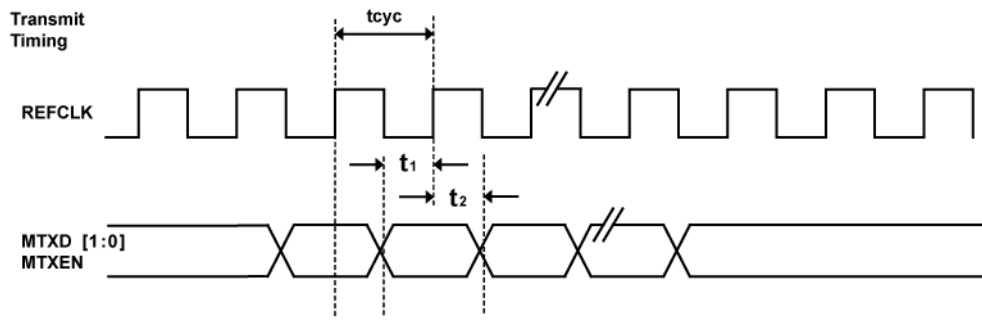 Transmit
Timing
tcyc
REFCLK
t₁
t₂
MTXD [1:0]
MTXEN